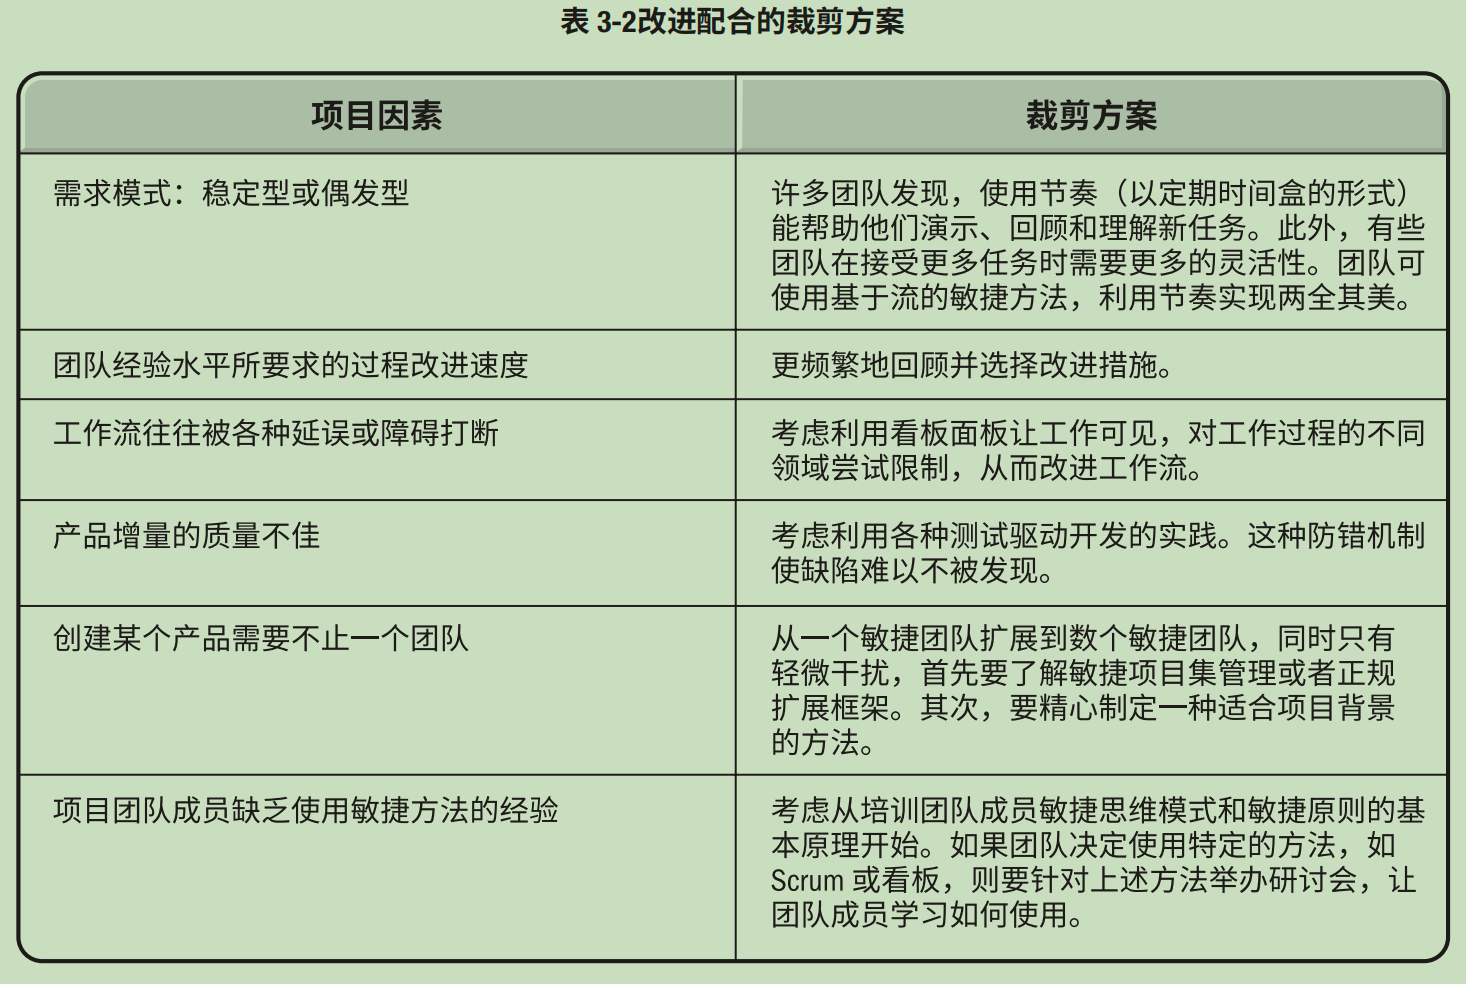 表 3-2改进配合的裁剪方案
项目因素
裁剪方案
需求模式：稳定型或偶发型
许多团队发现，使用节奏（以定期时间盒的形式）
能帮助他们演示、回顾和理解新任务。此外，有些
团队在接受更多任务时需要更多的灵活性。团队可
使用基于流的敏捷方法，利用节奏实现两全其美。
团队经验水平所要求的过程改进速度
更频繁地回顾并选择改进措施。
工作流往往被各种延误或障碍打断
考虑利用看板面板让工作可见，对工作过程的不同
领域尝试限制，从而改进工作流。
产品增量的质量不佳
考虑利用各种测试驱动开发的实践。这种防错机制
使缺陷难以不被发现。
创建某个产品需要不止一个团队
从一个敏捷团队扩展到数个敏捷团队，同时只有
轻微干扰，首先要了解敏捷项目集管理或者正规
扩展框架。其次，要精心制定一种适合项目背景
的方法。
项目团队成员缺乏使用敏捷方法的经验
考虑从培训团队成员敏捷思维模式和敏捷原则的基
本原理开始。如果团队决定使用特定的方法，如
Scrum 或看板，则要针对上述方法举办研讨会，让
团队成员学习如何使用。